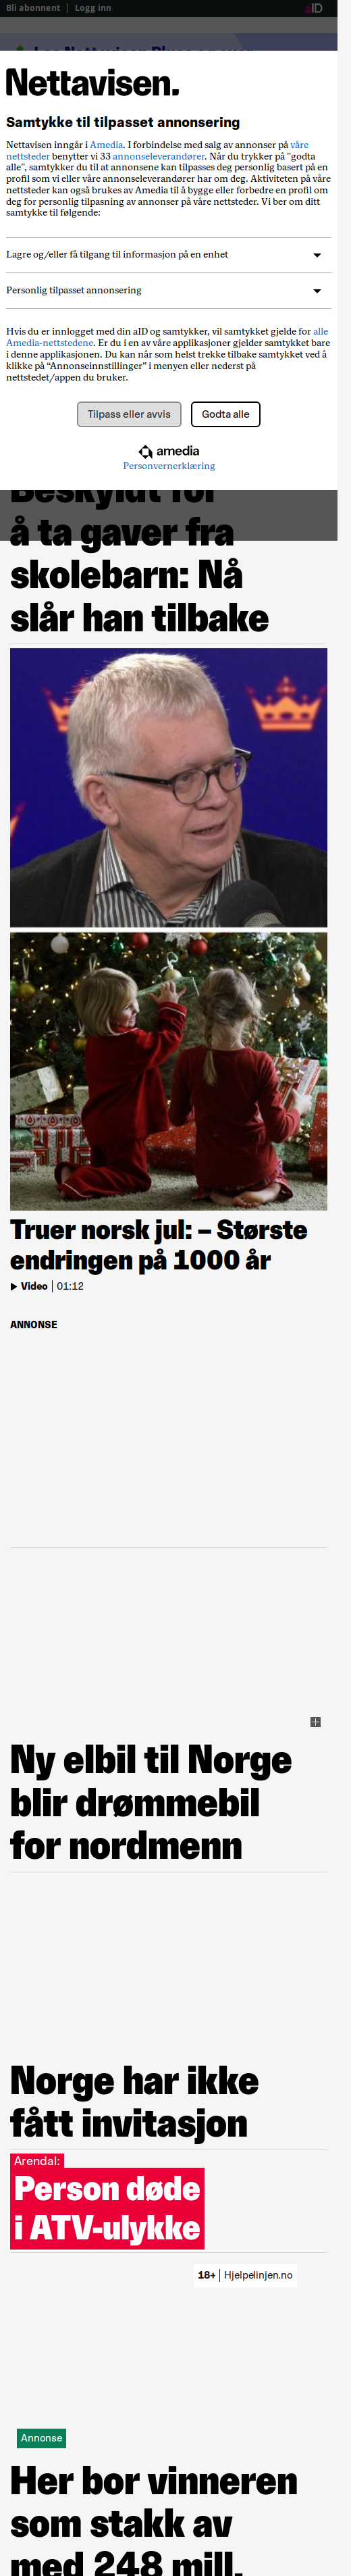 Bli abonnent | Logg inn
aID
Nettavisen.
Samtykke til tilpasset annonsering
Nettavisen inngår i Amedia. I forbindelse med salg av annonser på våre
nettsteder benytter vi 33 annonseleverandører. Når du trykker på "godta
alle", samtykker du til at annonsene kan tilpasses deg personlig basert på en
profil som vi eller våre annonseleverandører har om deg. Aktiviteten på våre
nettsteder kan også brukes av Amedia til å bygge eller forbedre en profil om
deg for personlig tilpasning av annonser på våre nettsteder. Vi ber om ditt
samtykke til følgende:
Lagre og/eller få tilgang til informasjon på en enhet
Personlig tilpasset annonsering
Hvis du er innlogget med din aID og samtykker, vil samtykket gjelde for alle
Amedia-nettstedene. Er du i en av våre applikasjoner gjelder samtykket bare
i denne applikasjonen. Du kan når som helst trekke tilbake samtykket ved å
klikke på “Annonseinnstillinger” i menyen eller nederst på
nettstedet/appen du bruker.
Tilpass eller avvis
Godta alle
amedia
Personvernerklæring
Beskyldt for
å ta gaver fra
skolebarn: Nå
slår han tilbake
Truer norsk jul: – Største
endringen på 1000 år
Video | 01:12
ANNONSE
Ny elbil til Norge
blir drømmebil
for nordmenn
Norge har ikke
fått invitasjon
Arendal:
Person døde
i ATV-ulykke
18+ | Hjelpelinjen.no
Annonse
Her bor vinneren
som stakk av
med 248 mill.